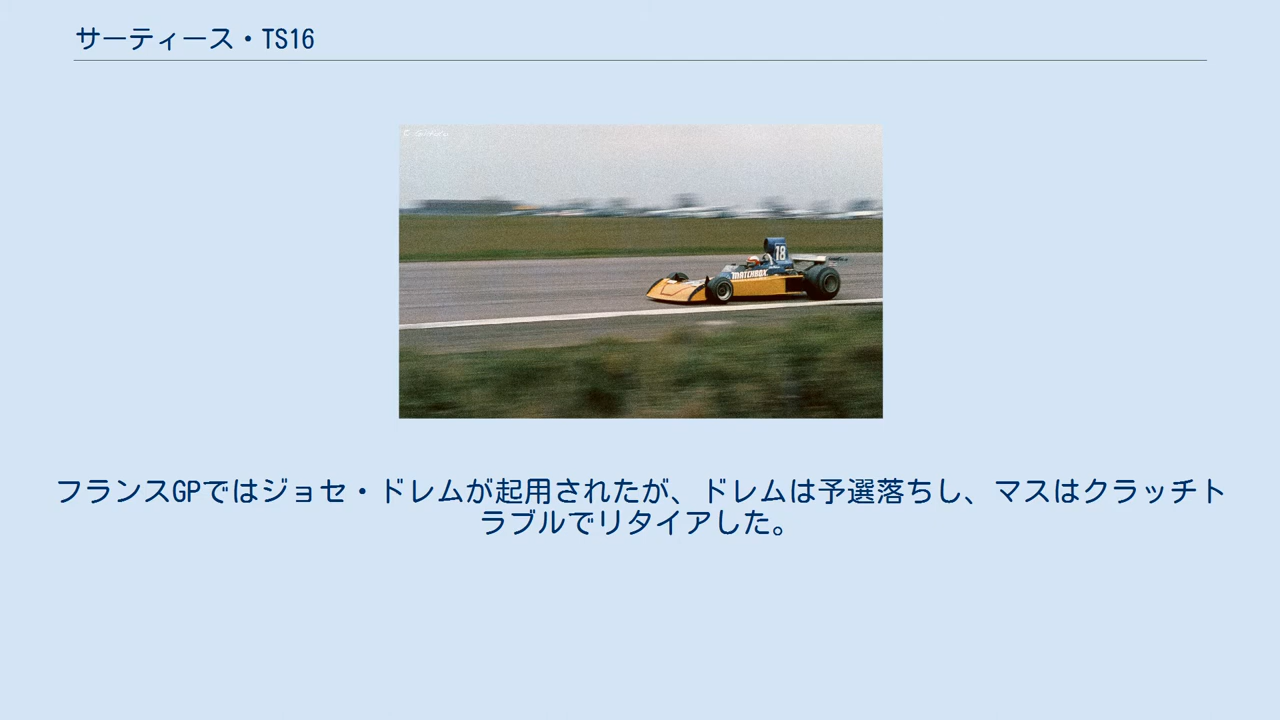 サーティース・TS16
18
MATCHBOX
フランスGPではジョセ・ドレムが起用されたが、ドレムは予選落ちし、マスはクラッチト
ラブルでリタイアした。